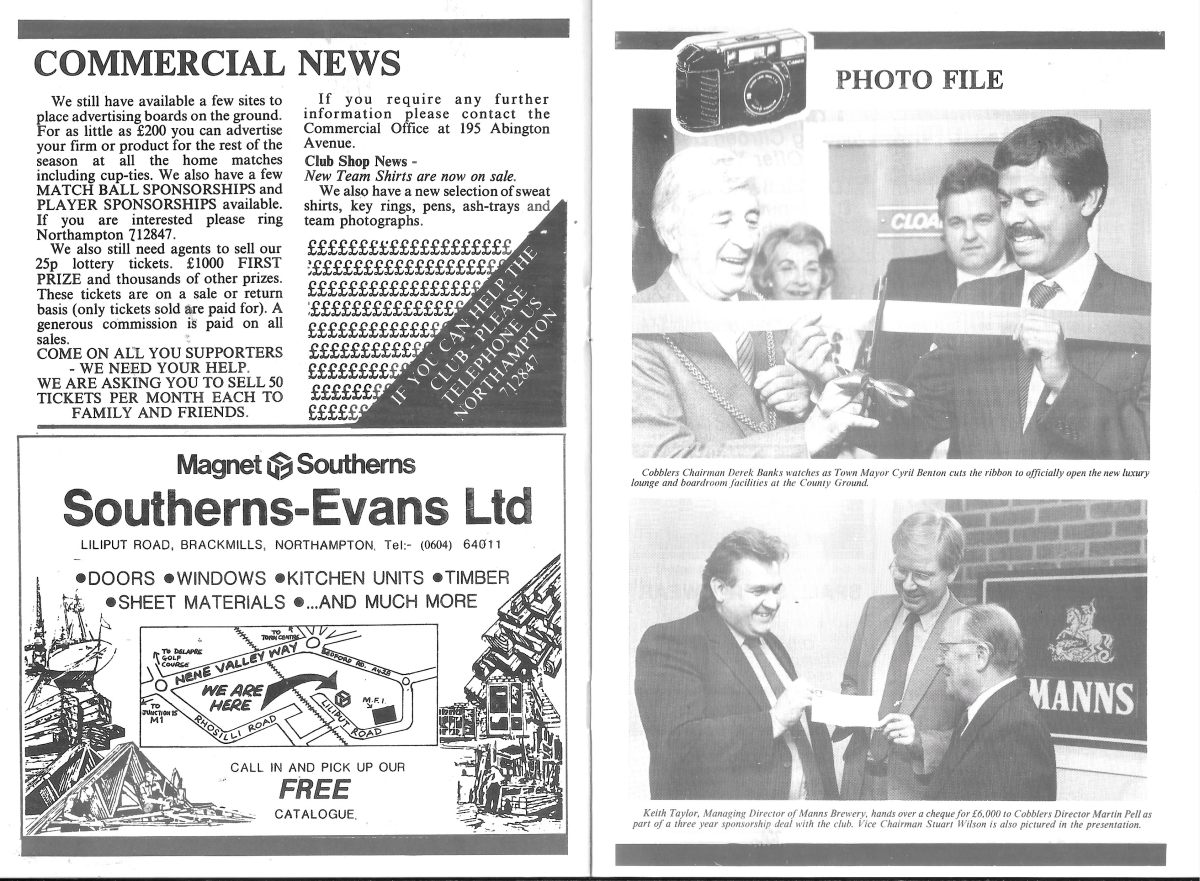 COMMERCIAL NEWS
We still have available a few sites to
place advertising boards on the ground.
For as little as £200 you can advertise
your firm or product for the rest of the
season at all the home matches
including cup-ties. We also have a few
MATCH BALL SPONSORSHIPS and
PLAYER SPONSORSHIPS available.
If you are interested please ring
Northampton 712847.
We also still need agents to sell our
25p lottery tickets. £1000 FIRST
PRIZE and thousands of other prizes.
These tickets are on a sale or return
basis (only tickets sold are paid for). A
generous commission is paid on all
sales.
COME ON ALL YOU SUPPORTERS
- WE NEED YOUR HELP.
WE ARE ASKING YOU TO SELL 50
TICKETS PER MONTH EACH TO
FAMILY AND FRIENDS.
If you require any further
information please contact the
Commercial Office at 195 Abington
Avenue.
Club Shop News -
New Team Shirts are now on sale.
We also have a new selection of sweat
shirts, key rings, pens, ash-trays and
team photographs.
££££££££££££££££££££
££££££££££££££££££££
££££££££££££££££££
££££££££££££££££
££££££££££££££
££££££££££££
££££££££££
££££££
£££££
IF YOU CAN HELP THE
CLUB - PLEASE
TELEPHONE US
NORTHAMPTON
712847
Magnet Southerns
Southerns-Evans Ltd
LILIPUT ROAD, BRACKMILLS, NORTHAMPTON. Tel:- (0604) 64011
●DOORS ●WINDOWS ●KITCHEN UNITS ●TIMBER
●SHEET MATERIALS ●...AND MUCH MORE
TO
TOWN CENTRE
TO DELAPRE
GOLF
COURSE
NENE VALLEY WAY
BEDFORD RD. A428
WE ARE
HERE
M.F.I.
TO
JUNCTION 15
M1
RHOSILLI ROAD
LILIPUT ROAD
CALL IN AND PICK UP OUR
FREE
CATALOGUE.
PHOTO FILE
CANON
CLOA
Cobblers Chairman Derek Banks watches as Town Mayor Cyril Benton cuts the ribbon to officially open the new luxury
lounge and boardroom facilities at the County Ground.
MANNS
Keith Taylor, Managing Director of Manns Brewery, hands over a cheque for £6,000 to Cobblers Director Martin Pell as
part of a three year sponsorship deal with the club. Vice Chairman Stuart Wilson is also pictured in the presentation.